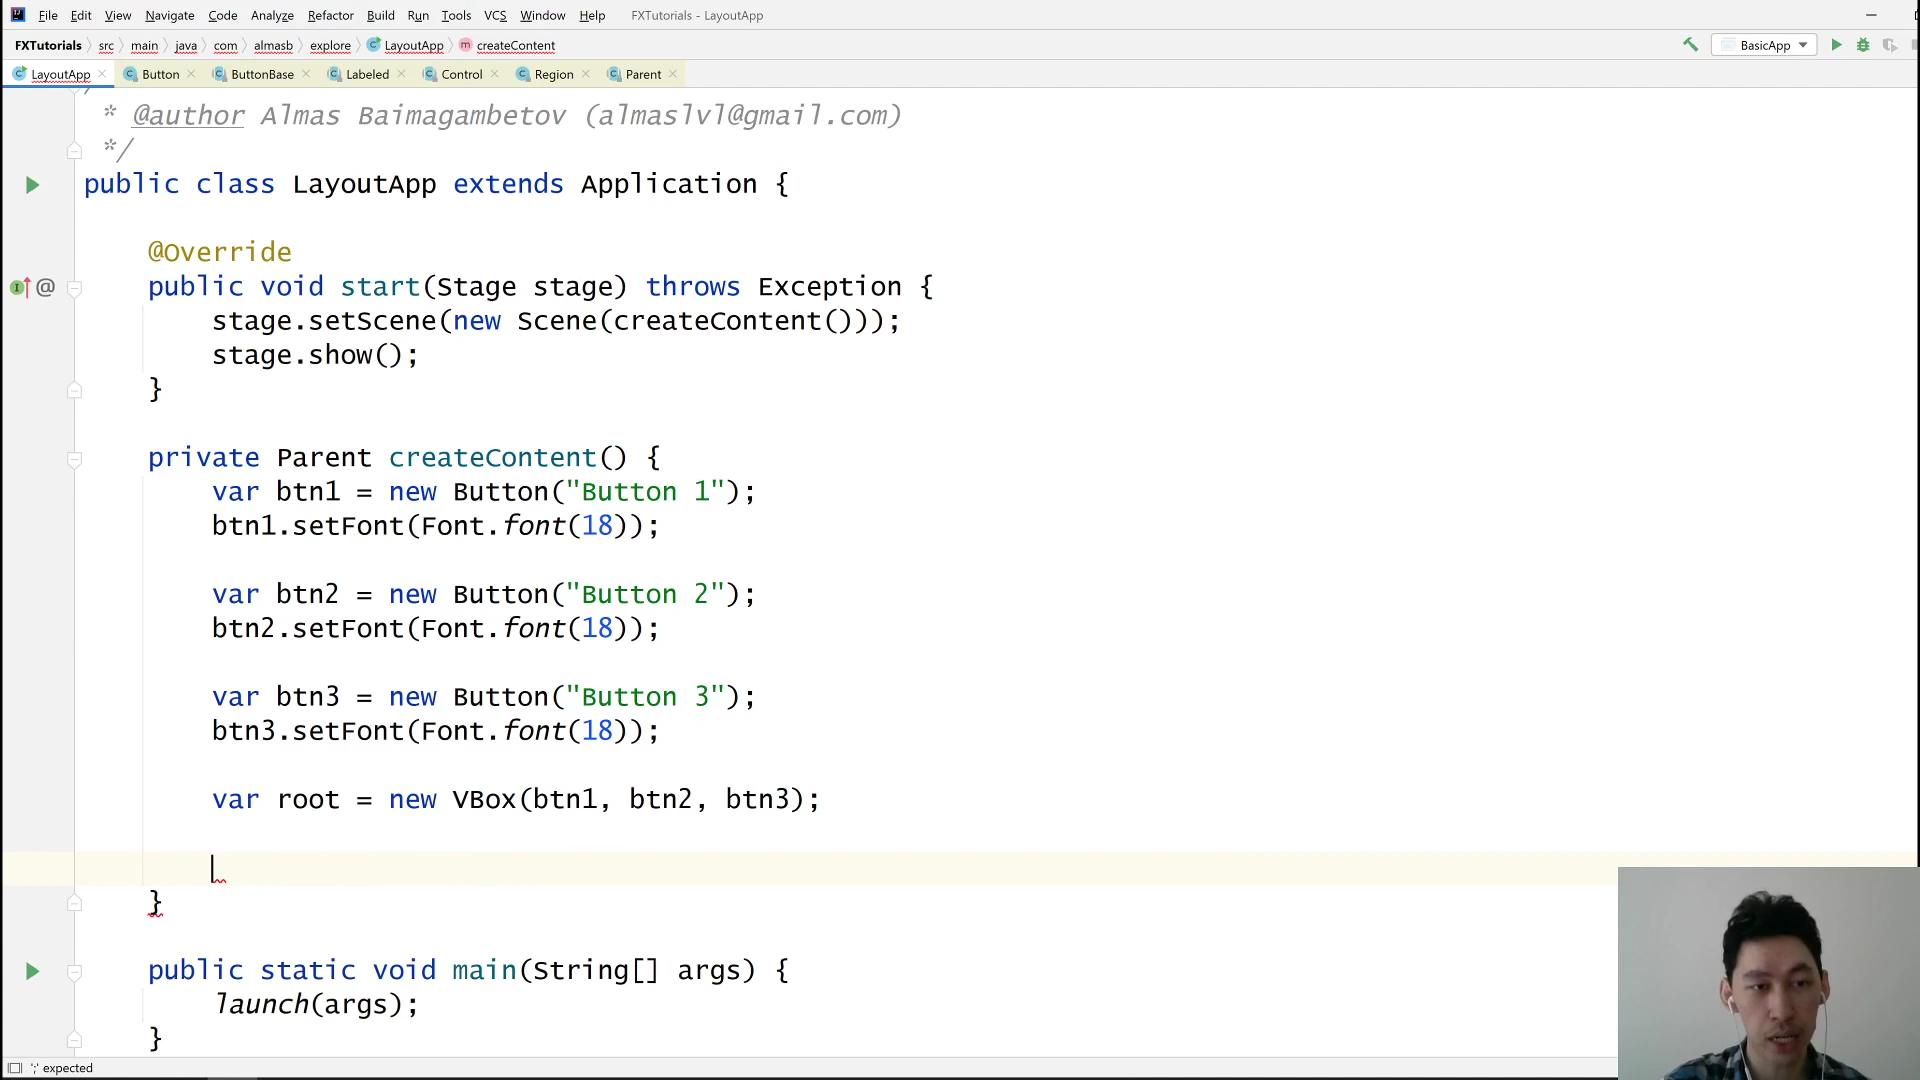 File Edit View Navigate Code Analyze Refactor Build Run Tools VCS Window Help FXTutorials - LayoutApp
FXTutorials src main java com almasb explore LayoutApp createContent BasicApp
LayoutApp Button ButtonBase Labeled Control Region Parent
* @author Almas Baimagambetov (almaslvl@gmail.com)
*/
public class LayoutApp extends Application {
@Override
public void start(Stage stage) throws Exception {
stage.setScene(new Scene(createContent()));
stage.show();
}
private Parent createContent() {
var btn1 = new Button("Button 1");
btn1.setFont(Font.font(18));
var btn2 = new Button("Button 2");
btn2.setFont(Font.font(18));
var btn3 = new Button("Button 3");
btn3.setFont(Font.font(18));
var root = new VBox(btn1, btn2, btn3);
}
public static void main(String[] args) {
launch(args);
}
';' expected